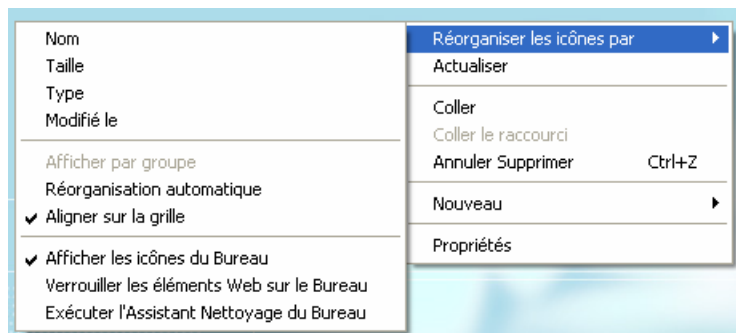 Nom
Taille
Type
Modifié le
Afficher par groupe
Réorganisation automatique
Aligner sur la grille
Afficher les icônes du Bureau
Verrouiller les éléments Web sur le Bureau
Exécuter l'Assistant Nettoyage du Bureau
Réorganiser les icônes par
Actualiser
Coller
Coller le raccourci
Annuler Supprimer Ctrl+Z
Nouveau
Propriétés